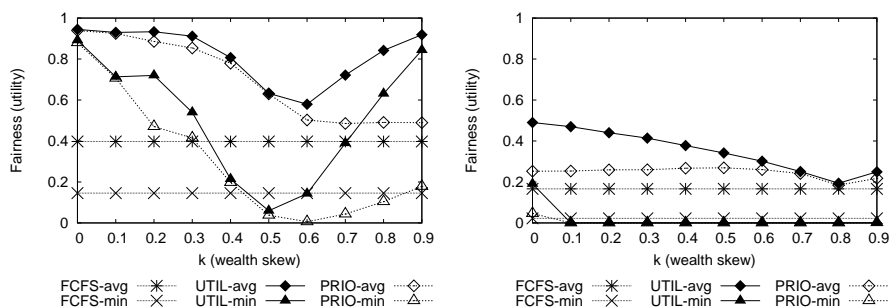 1
0.8
0.6
0.4
0.2
0
Fairness (utility)
0 0.1 0.2 0.3 0.4 0.5 0.6 0.7 0.8 0.9
k (wealth skew)
FCFS-avg UTIL-avg PRIO-avg
FCFS-min UTIL-min PRIO-min
1
0.8
0.6
0.4
0.2
0
Fairness (utility)
0 0.1 0.2 0.3 0.4 0.5 0.6 0.7 0.8 0.9
k (wealth skew)
FCFS-avg UTIL-avg PRIO-avg
FCFS-min UTIL-min PRIO-min